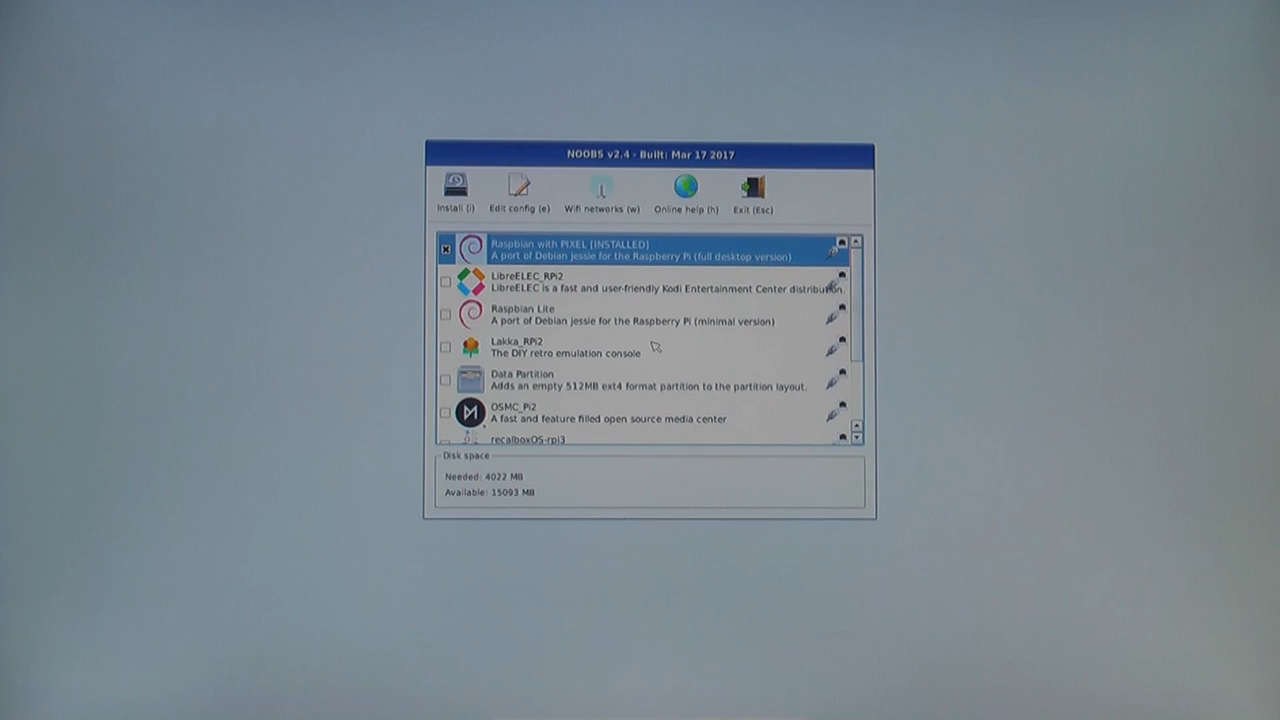 NOOBS v2.4 - Built: Mar 17 2017
Install (i)
Edit config (e)
Wifi networks (w)
Online help (h)
Exit (Esc)
Raspbian with PIXEL [INSTALLED]
A port of Debian Jessie for the Raspberry Pi (full desktop version)
LibreELEC_RPi2
LibreELEC is a fast and user-friendly Kodi Entertainment Center distribution.
Raspbian Lite
A port of Debian Jessie for the Raspberry Pi (minimal version)
Lakka_RPi2
The DIY retro emulation console
Data Partition
Adds an empty 512MB ext4 format partition to the partition layout.
OSMC_Pi2
A fast and feature filled open source media center
recalboxOS-rpi3
Disk space
Needed: 4022 MB
Available: 15093 MB